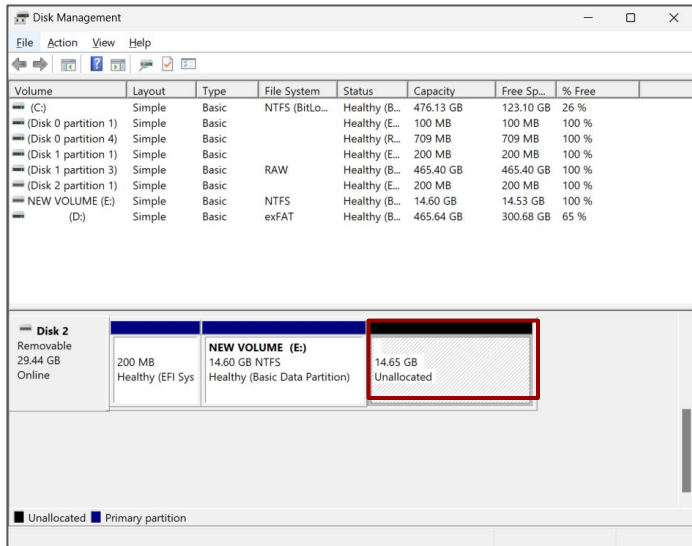 Disk Management
File Action View Help
Volume Layout Type File System Status Capacity Free Sp... % Free
(C:) Simple Basic NTFS (BitLo... Healthy (B... 476.13 GB 123.10 GB 26 %
(Disk 0 partition 1) Simple Basic Healthy (E... 100 MB 100 MB 100 %
(Disk 0 partition 4) Simple Basic Healthy (R... 709 MB 709 MB 100 %
(Disk 1 partition 1) Simple Basic Healthy (E... 200 MB 200 MB 100 %
(Disk 1 partition 3) Simple Basic RAW Healthy (B... 465.40 GB 465.40 GB 100 %
(Disk 2 partition 1) Simple Basic Healthy (E... 200 MB 200 MB 100 %
NEW VOLUME (E:) Simple Basic NTFS Healthy (B... 14.60 GB 14.53 GB 100 %
(D:) Simple Basic exFAT Healthy (B... 465.64 GB 300.68 GB 65 %
Disk 2
Removable
29.44 GB
Online
200 MB
Healthy (EFI Sys
NEW VOLUME (E:)
14.60 GB NTFS
Healthy (Basic Data Partition)
14.65 GB
Unallocated
Unallocated Primary partition